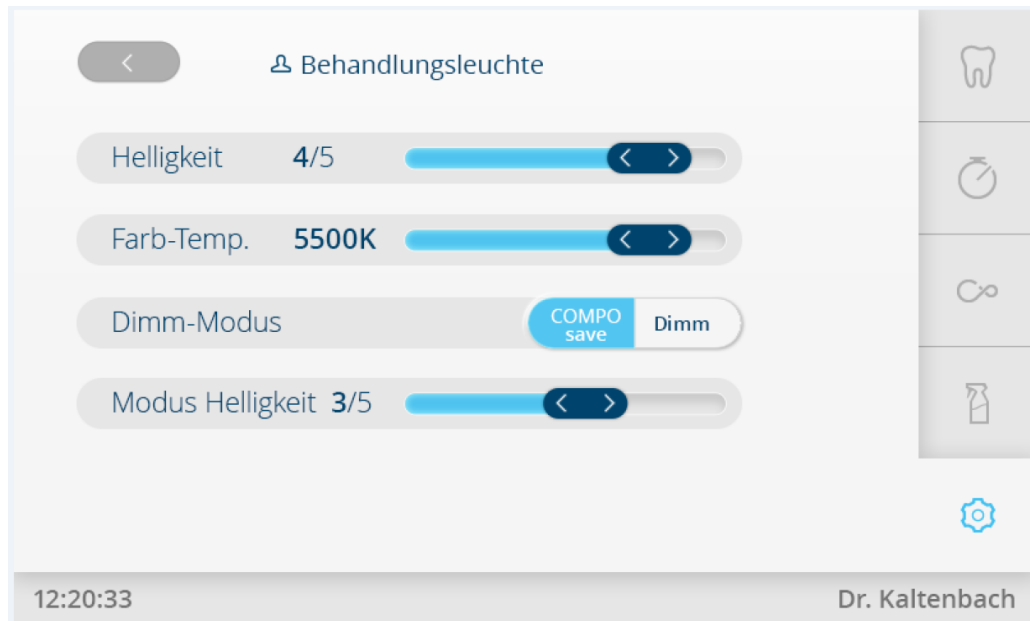 Behandlungsleuchte
Helligkeit 4/5
Farb-Temp. 5500K
Dimm-Modus COMPO save Dimm
Modus Helligkeit 3/5
12:20:33 Dr. Kaltenbach